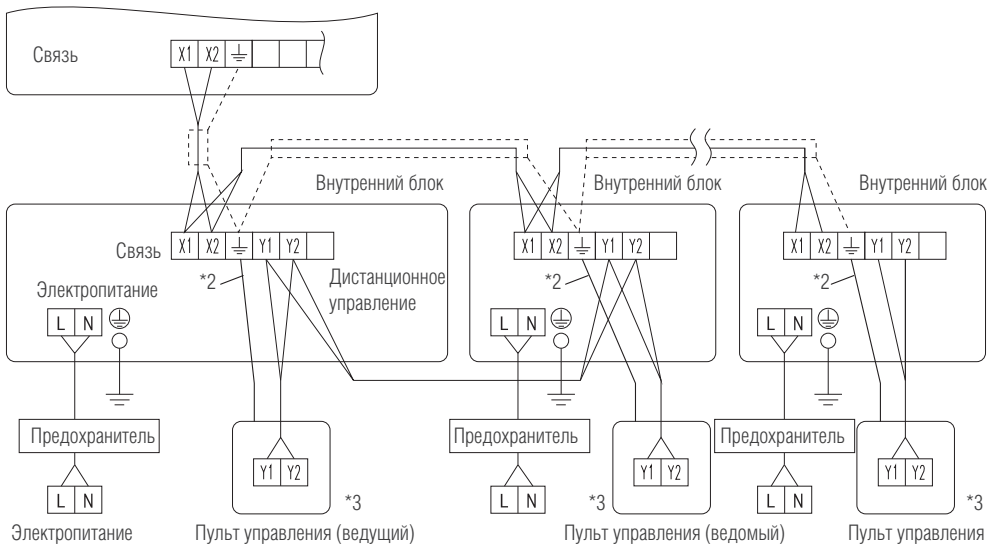 Связь X1 X2
Внутренний блок Внутренний блок Внутренний блок
Связь X1 X2 Y1 Y2 X1 X2 Y1 Y2 X1 X2 Y1 Y2
*2 Дистанционное *2 *2
управление
Электропитание
L N L N L N
Предохранитель Предохранитель Предохранитель
Y1 Y2 Y1 Y2 Y1 Y2
L N *3 L N *3 L N *3
Электропитание Пульт управления (ведущий) Пульт управления (ведомый) Пульт управления